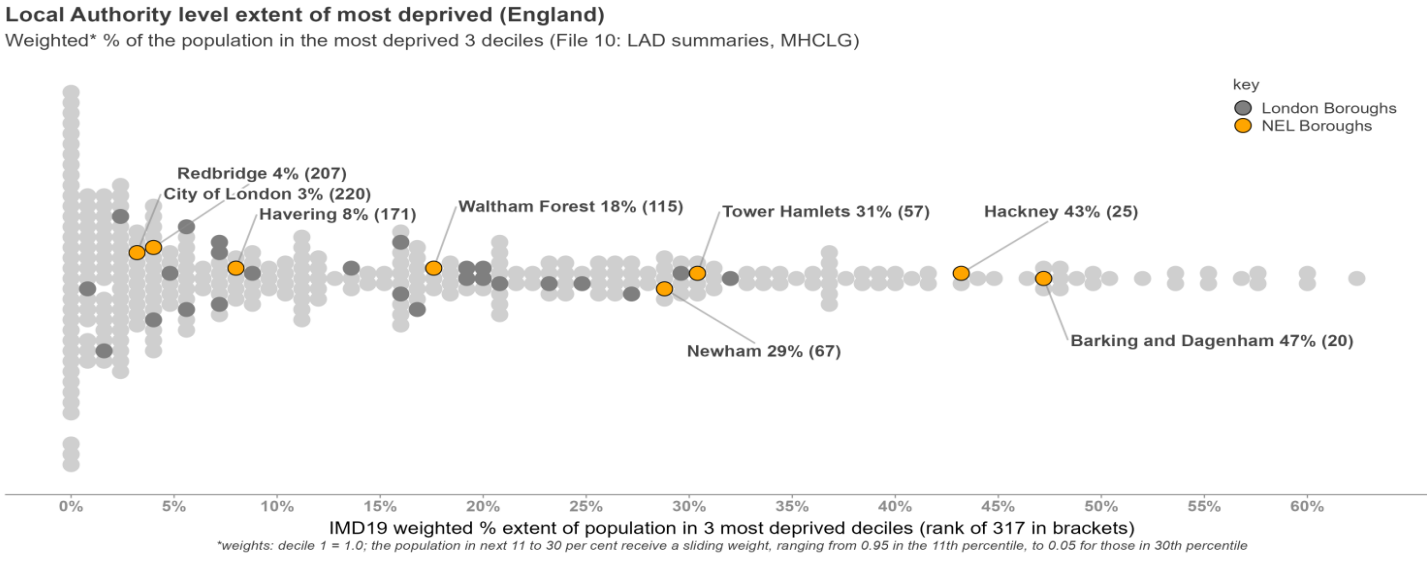 Local Authority level extent of most deprived (England)
Weighted* % of the population in the most deprived 3 deciles (File 10: LAD summaries, MHCLG)
key
London Boroughs
NEL Boroughs
Redbridge 4% (207)
City of London 3% (220)
Havering 8% (171)
Waltham Forest 18% (115)
Tower Hamlets 31% (57)
Hackney 43% (25)
Newham 29% (67)
Barking and Dagenham 47% (20)
0% 5% 10% 15% 20% 25% 30% 35% 40% 45% 50% 55% 60%
IMD19 weighted % extent of population in 3 most deprived deciles (rank of 317 in brackets)
*weights: decile 1 = 1.0; the population in next 11 to 30 per cent receive a sliding weight, ranging from 0.95 in the 11th percentile, to 0.05 for those in 30th percentile